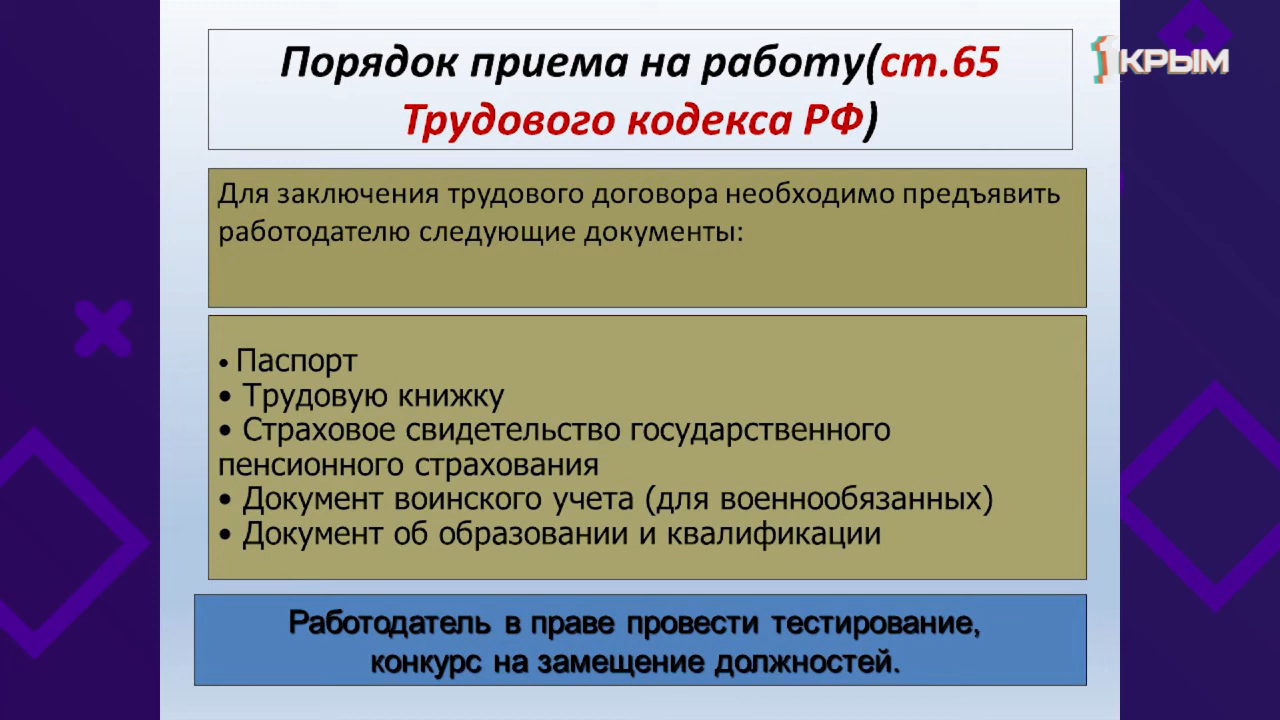 Порядок приема на работу(ст.65
Трудового кодекса РФ)
1КРЫМ
Для заключения трудового договора необходимо предъявить
работодателю следующие документы:
• Паспорт
• Трудовую книжку
• Страховое свидетельство государственного
пенсионного страхования
• Документ воинского учета (для военнообязанных)
• Документ об образовании и квалификации
Работодатель в праве провести тестирование,
конкурс на замещение должностей.